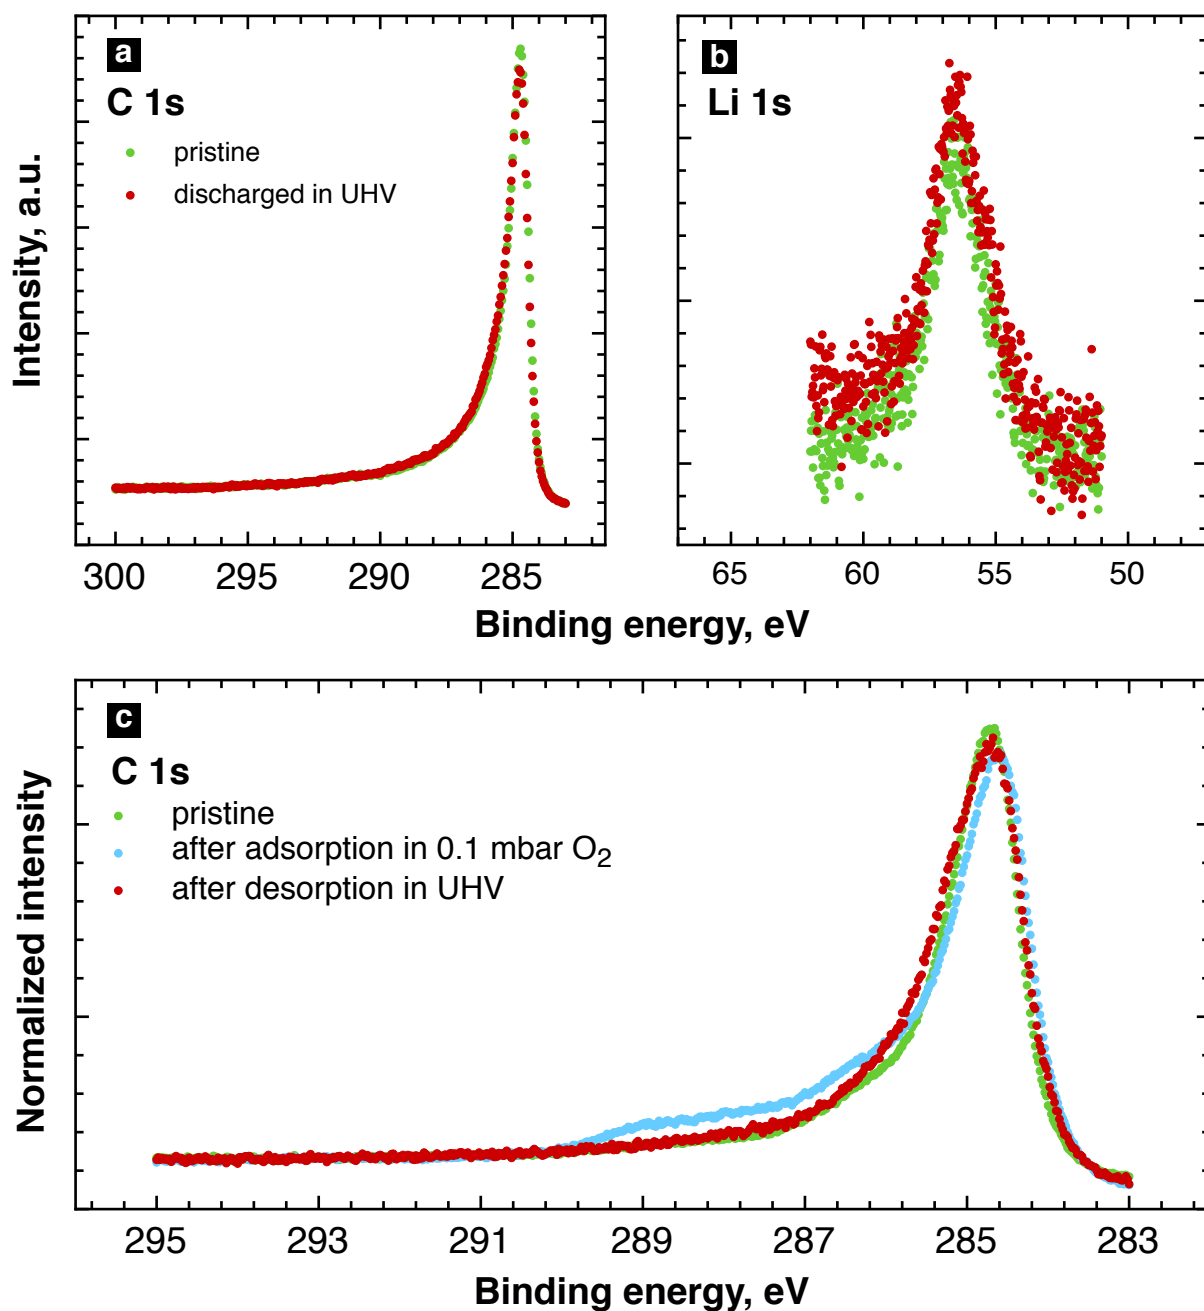 a
C 1s
pristine
discharged in UHV
Intensity, a.u.
300 295 290 285
b
Li 1s
65 60 55 50
Binding energy, eV
c
C 1s
pristine
after adsorption in 0.1 mbar O₂
after desorption in UHV
Normalized intensity
295 293 291 289 287 285 283
Binding energy, eV